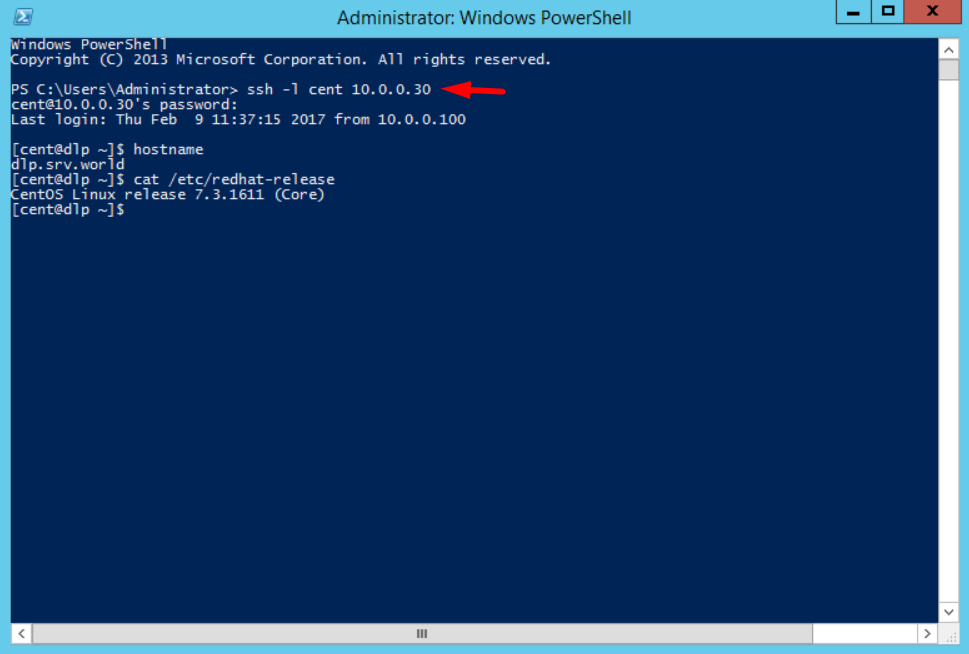 Administrator: Windows PowerShell
Windows PowerShell
Copyright (C) 2013 Microsoft Corporation. All rights reserved.
PS C:\Users\Administrator> ssh -l cent 10.0.0.30
cent@10.0.0.30's password:
Last login: Thu Feb  9 11:37:15 2017 from 10.0.0.100
[cent@dlp ~]$ hostname
dlp.srv.world
[cent@dlp ~]$ cat /etc/redhat-release
CentOS Linux release 7.3.1611 (Core)
[cent@dlp ~]$